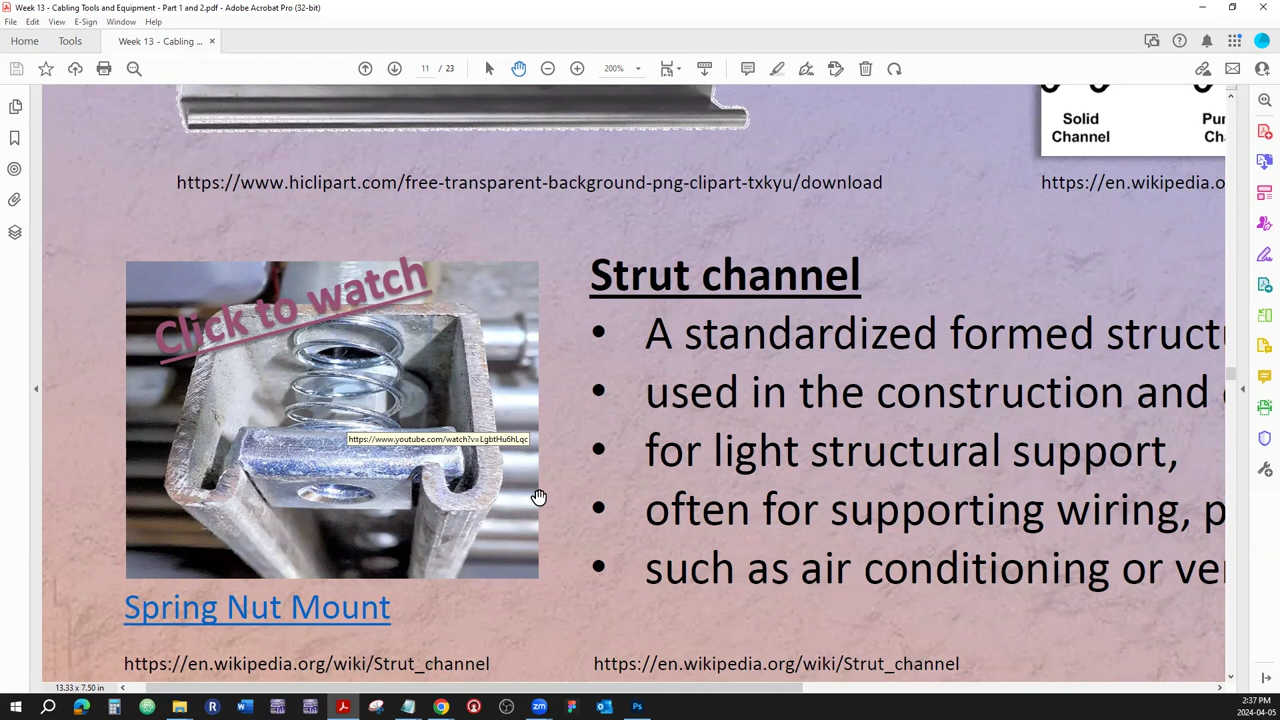 Week 13 - Cabling Tools and Equipment - Part 1 and 2.pdf - Adobe Acrobat Pro (32-bit)
File Edit View E-Sign Window Help
Home Tools Week 13 - Cabling ... ×
11 / 23 200%
Solid
Channel
Pur
Ch
https://www.hiclipart.com/free-transparent-background-png-clipart-txkyu/download
https://en.wikipedia.o
Click to watch
Strut channel
• A standardized formed structu
• used in the construction and
• for light structural support,
• often for supporting wiring, p
• such as air conditioning or ver
https://www.youtube.com/watch?v=LgbtHu6hLqc
Spring Nut Mount
https://en.wikipedia.org/wiki/Strut_channel
https://en.wikipedia.org/wiki/Strut_channel
13.33 x 7.50 in
2:37 PM
2024-04-05